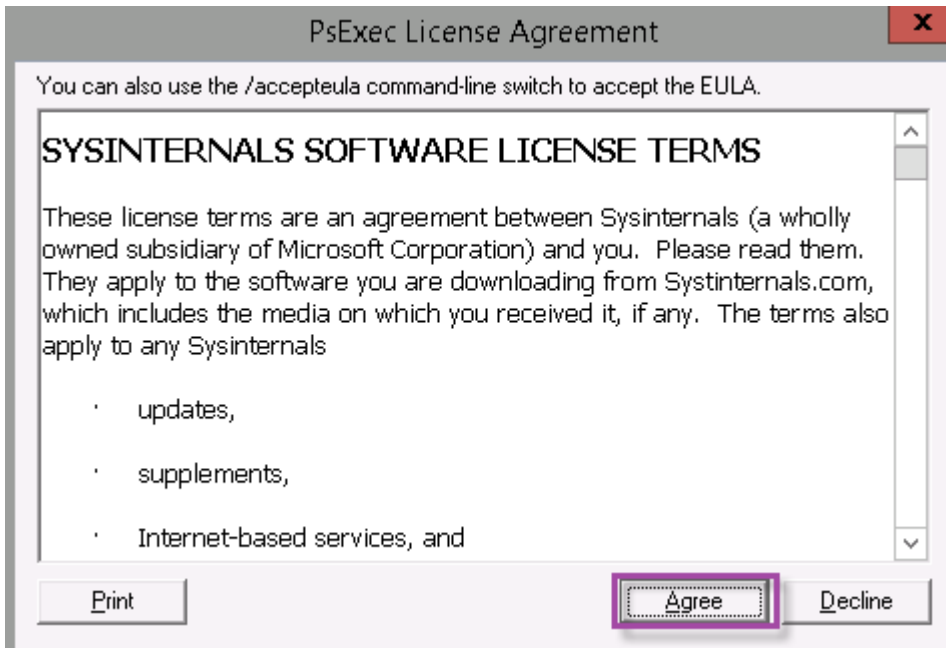 PsExec License Agreement
x
You can also use the /accepteula command-line switch to accept the EULA.
SYSINTERNALS SOFTWARE LICENSE TERMS
These license terms are an agreement between Sysinternals (a wholly
owned subsidiary of Microsoft Corporation) and you.  Please read them.
They apply to the software you are downloading from Systinternals.com,
which includes the media on which you received it, if any.  The terms also
apply to any Sysinternals
· updates,
· supplements,
· Internet-based services, and
Print Agree Decline